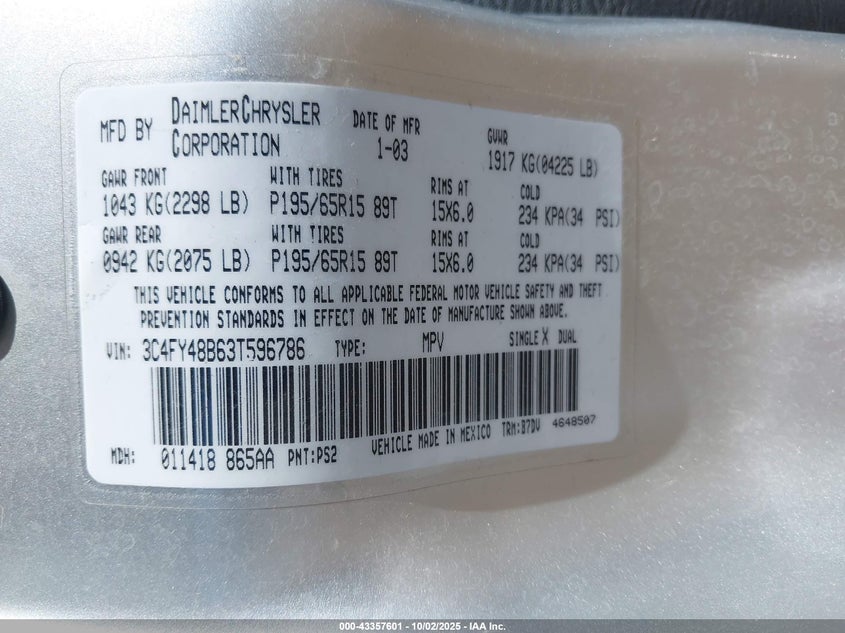 MFD BY DAIMLERCHRYSLER CORPORATION DATE OF MFR 1-03 GVWR 1917 KG(04225 LB)
GAWR FRONT WITH TIRES RIMS AT COLD
1043 KG(2298 LB) P195/65R15 89T 15X6.0 234 KPA(34 PSI)
GAWR REAR WITH TIRES RIMS AT COLD
0942 KG(2075 LB) P195/65R15 89T 15X6.0 234 KPA(34 PSI)
THIS VEHICLE CONFORMS TO ALL APPLICABLE FEDERAL MOTOR VEHICLE SAFETY AND THEFT
PREVENTION STANDARDS IN EFFECT ON THE DATE OF MANUFACTURE SHOWN ABOVE.
VIN: 3C4FY48B63T596786 TYPE: MPV SINGLE X DUAL
MDH: 011418 865AA PNT:PS2 VEHICLE MADE IN MEXICO TRM:B7DV 4648507
000-43357601 - 10/02/2025 - IAA Inc.